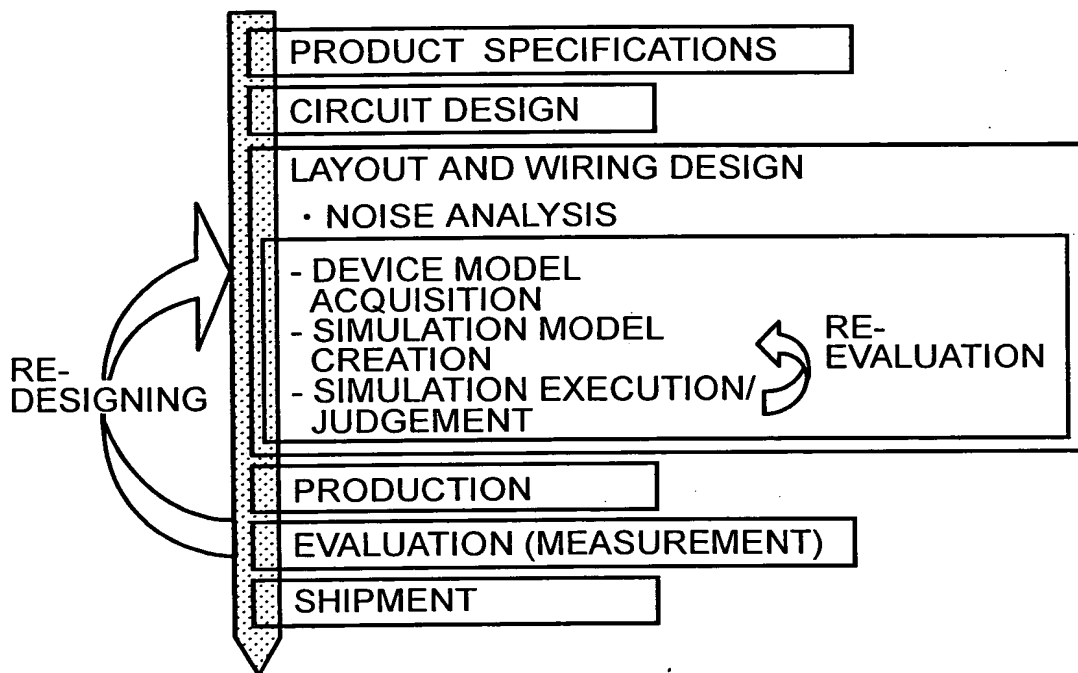 PRODUCT SPECIFICATIONS
CIRCUIT DESIGN
LAYOUT AND WIRING DESIGN
· NOISE ANALYSIS
- DEVICE MODEL
ACQUISITION
- SIMULATION MODEL
CREATION
- SIMULATION EXECUTION/
JUDGEMENT
RE-
EVALUATION
RE-
DESIGNING
PRODUCTION
EVALUATION (MEASUREMENT)
SHIPMENT